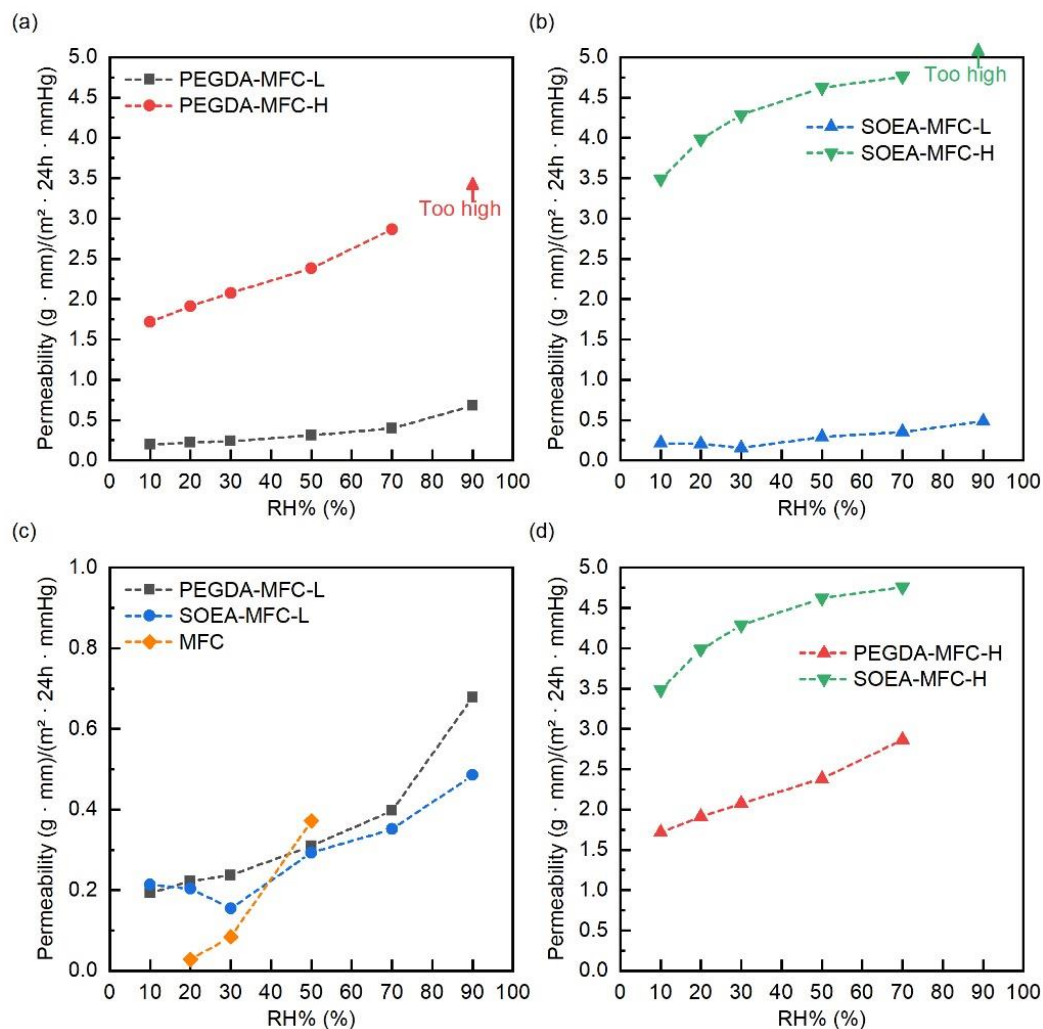 (a)
PEGDA-MFC-L
PEGDA-MFC-H
Too high
5.0
4.5
4.0
3.5
3.0
2.5
2.0
1.5
1.0
0.5
0.0
Permeability (g · mm)/(m² · 24h · mmHg)
0 10 20 30 40 50 60 70 80 90 100
RH% (%)
(b)
Too high
SOEA-MFC-L
SOEA-MFC-H
5.0
4.5
4.0
3.5
3.0
2.5
2.0
1.5
1.0
0.5
0.0
Permeability (g · mm)/(m² · 24h · mmHg)
0 10 20 30 40 50 60 70 80 90 100
RH% (%)
(c)
PEGDA-MFC-L
SOEA-MFC-L
MFC
1.0
0.8
0.6
0.4
0.2
0.0
Permeability (g · mm)/(m² · 24h · mmHg)
0 10 20 30 40 50 60 70 80 90 100
RH% (%)
(d)
PEGDA-MFC-H
SOEA-MFC-H
5.0
4.5
4.0
3.5
3.0
2.5
2.0
1.5
1.0
0.5
0.0
Permeability (g · mm)/(m² · 24h · mmHg)
0 10 20 30 40 50 60 70 80 90 100
RH% (%)